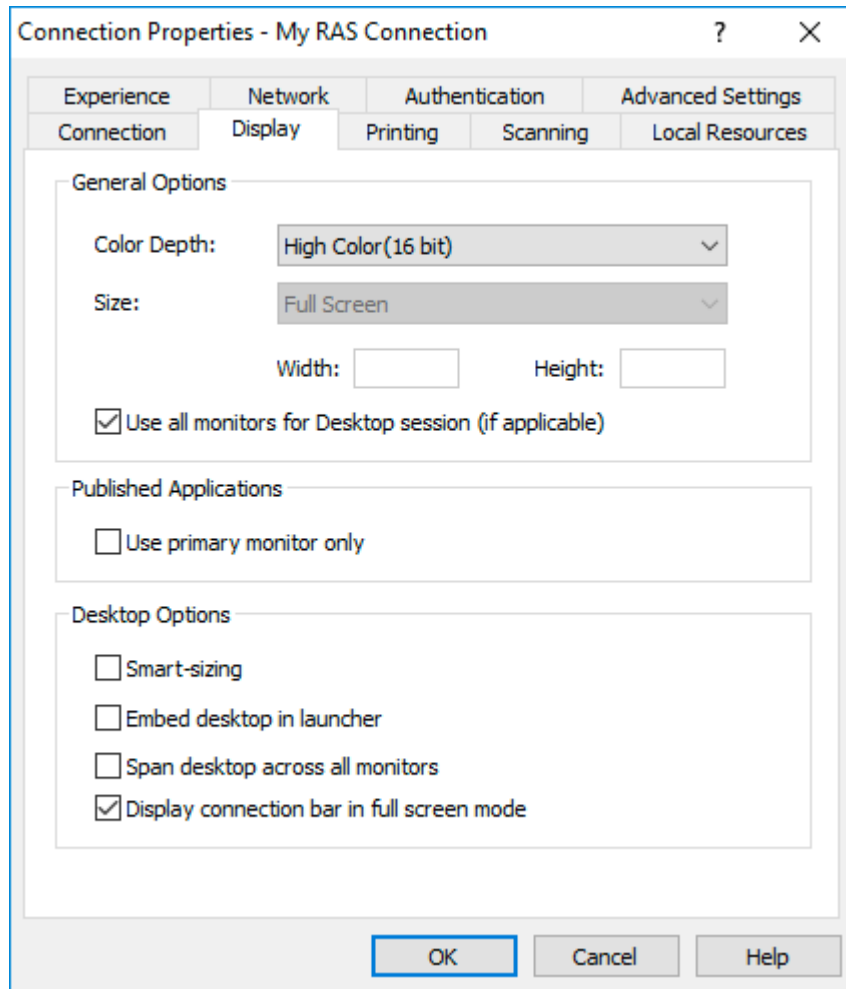 Connection Properties - My RAS Connection ?
Experience Network Authentication Advanced Settings
Connection Display Printing Scanning Local Resources
General Options
Color Depth: High Color(16 bit)
Size: Full Screen
Width: Height:
Use all monitors for Desktop session (if applicable)
Published Applications
Use primary monitor only
Desktop Options
Smart-sizing
Embed desktop in launcher
Span desktop across all monitors
Display connection bar in full screen mode
OK Cancel Help